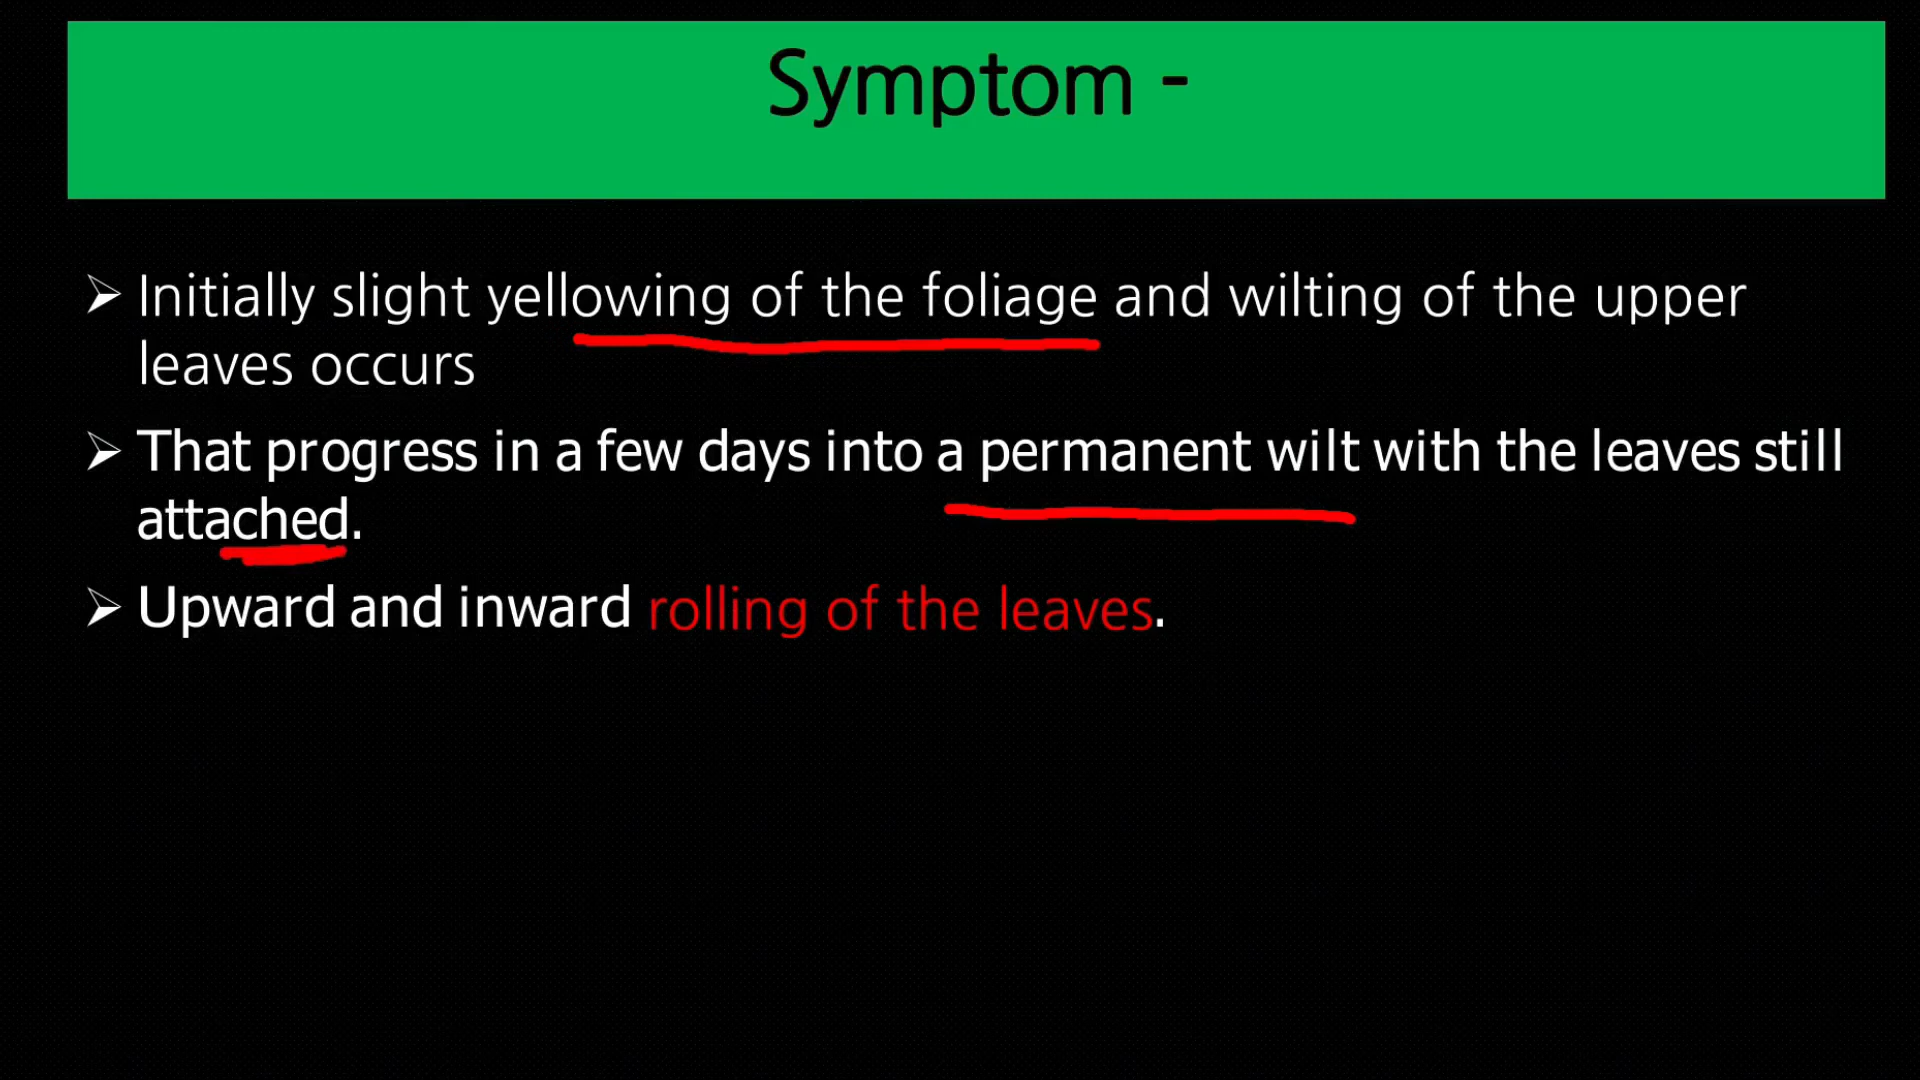 Symptom -
➢ Initially slight yellowing of the foliage and wilting of the upper
leaves occurs
➢ That progress in a few days into a permanent wilt with the leaves still
attached.
➢ Upward and inward rolling of the leaves.